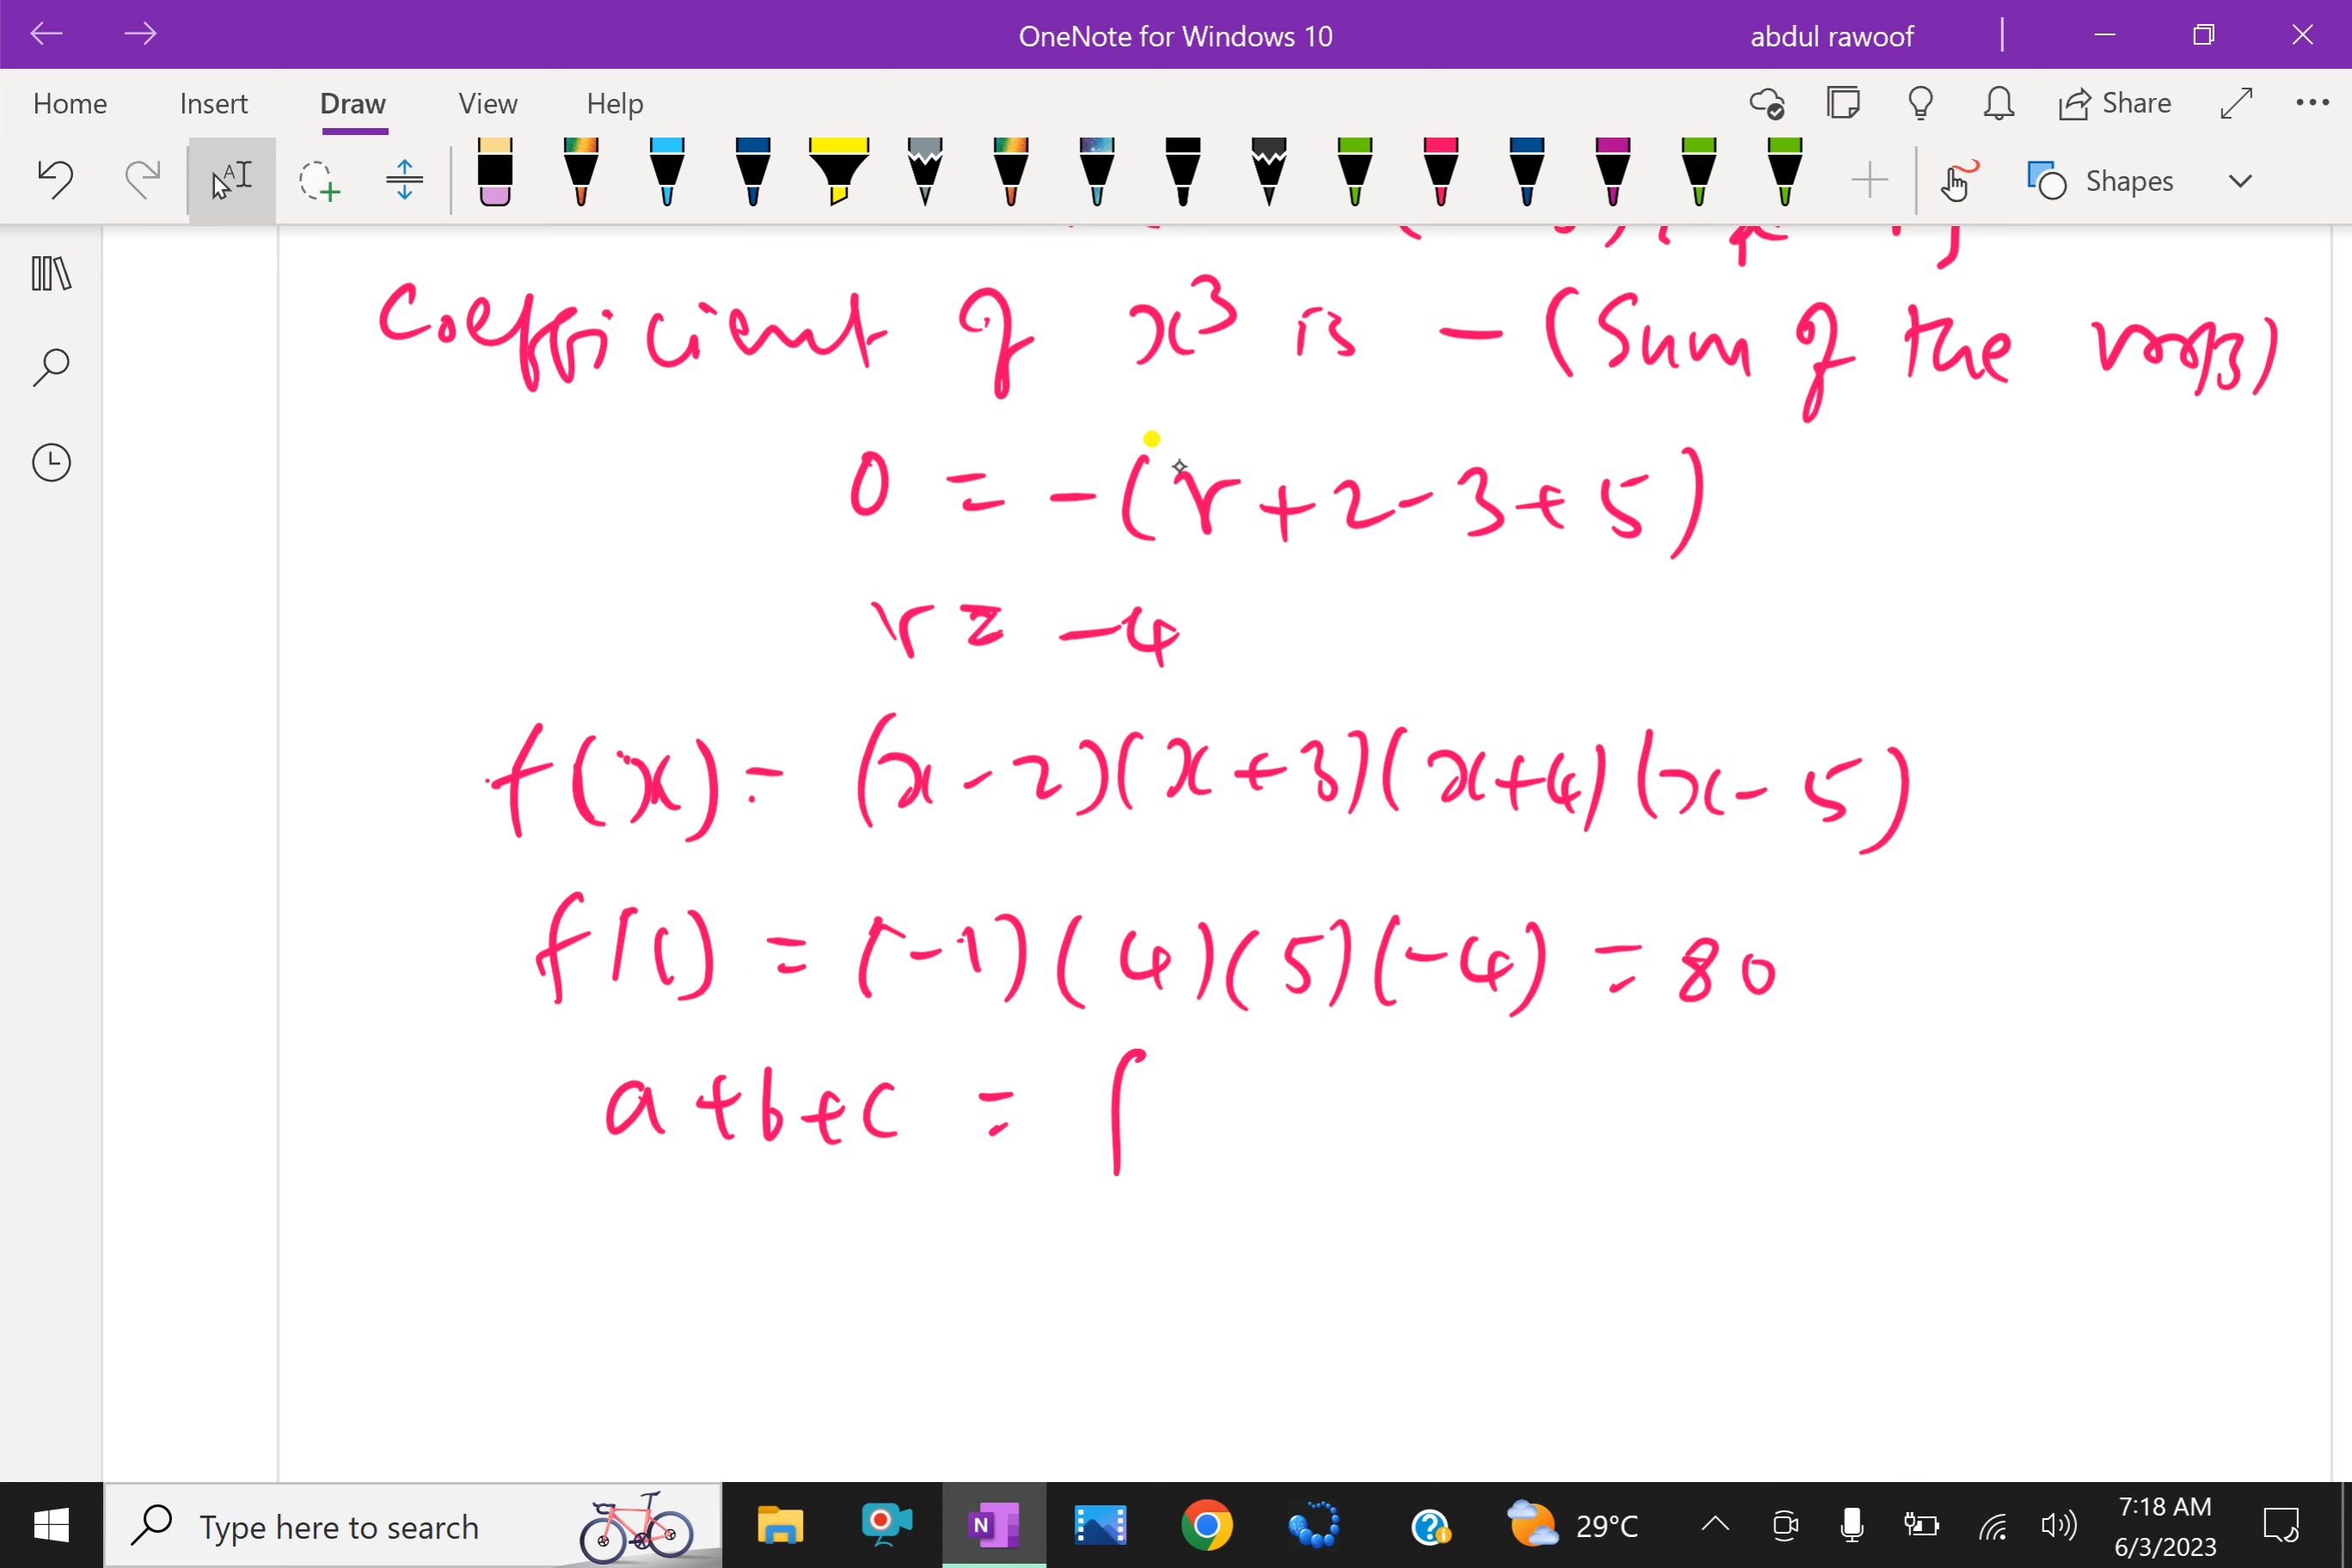 OneNote for Windows 10
abdul rawoof
Home Insert Draw View Help
Share
Shapes
Coefficient of x³ is - (Sum of the roots)
0 = -(r+2-3+5)
r = -4
f(x) = (x-2)(x+3)(x+4)(x-5)
f(1) = (-1)(4)(5)(-4) = 80
a+b+c =
Type here to search
29°C
7:18 AM
6/3/2023